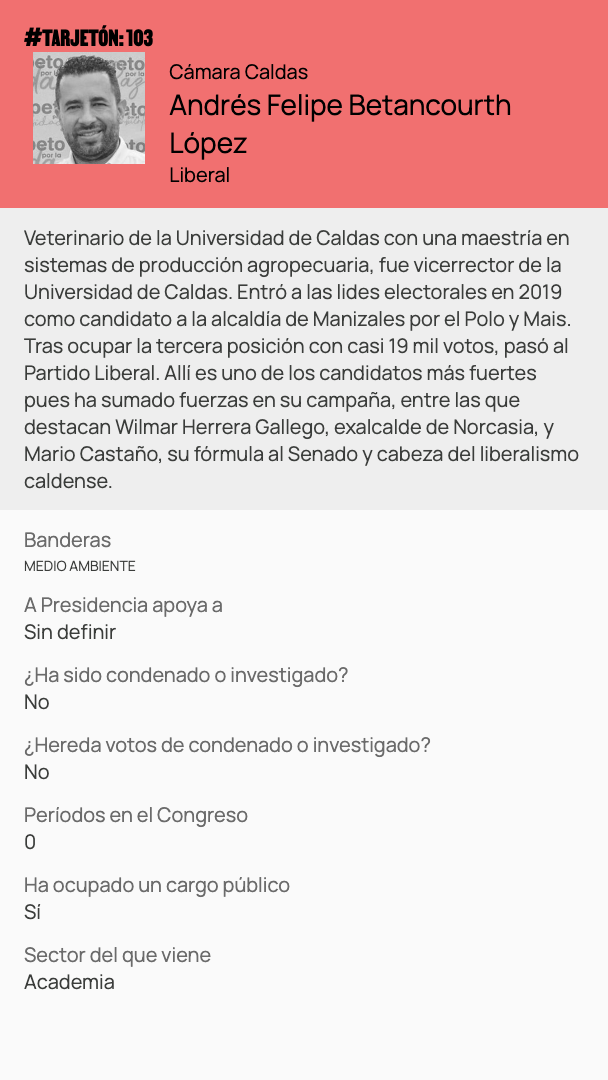 #TARJETÓN: 103
Cámara Caldas
Andrés Felipe Betancourth
López
Liberal
Veterinario de la Universidad de Caldas con una maestría en
sistemas de producción agropecuaria, fue vicerrector de la
Universidad de Caldas. Entró a las lides electorales en 2019
como candidato a la alcaldía de Manizales por el Polo y Mais.
Tras ocupar la tercera posición con casi 19 mil votos, pasó al
Partido Liberal. Allí es uno de los candidatos más fuertes
pues ha sumado fuerzas en su campaña, entre las que
destacan Wilmar Herrera Gallego, exalcalde de Norcasia, y
Mario Castaño, su fórmula al Senado y cabeza del liberalismo
caldense.
Banderas
MEDIO AMBIENTE
A Presidencia apoya a
Sin definir
¿Ha sido condenado o investigado?
No
¿Hereda votos de condenado o investigado?
No
Períodos en el Congreso
0
Ha ocupado un cargo público
Sí
Sector del que viene
Academia